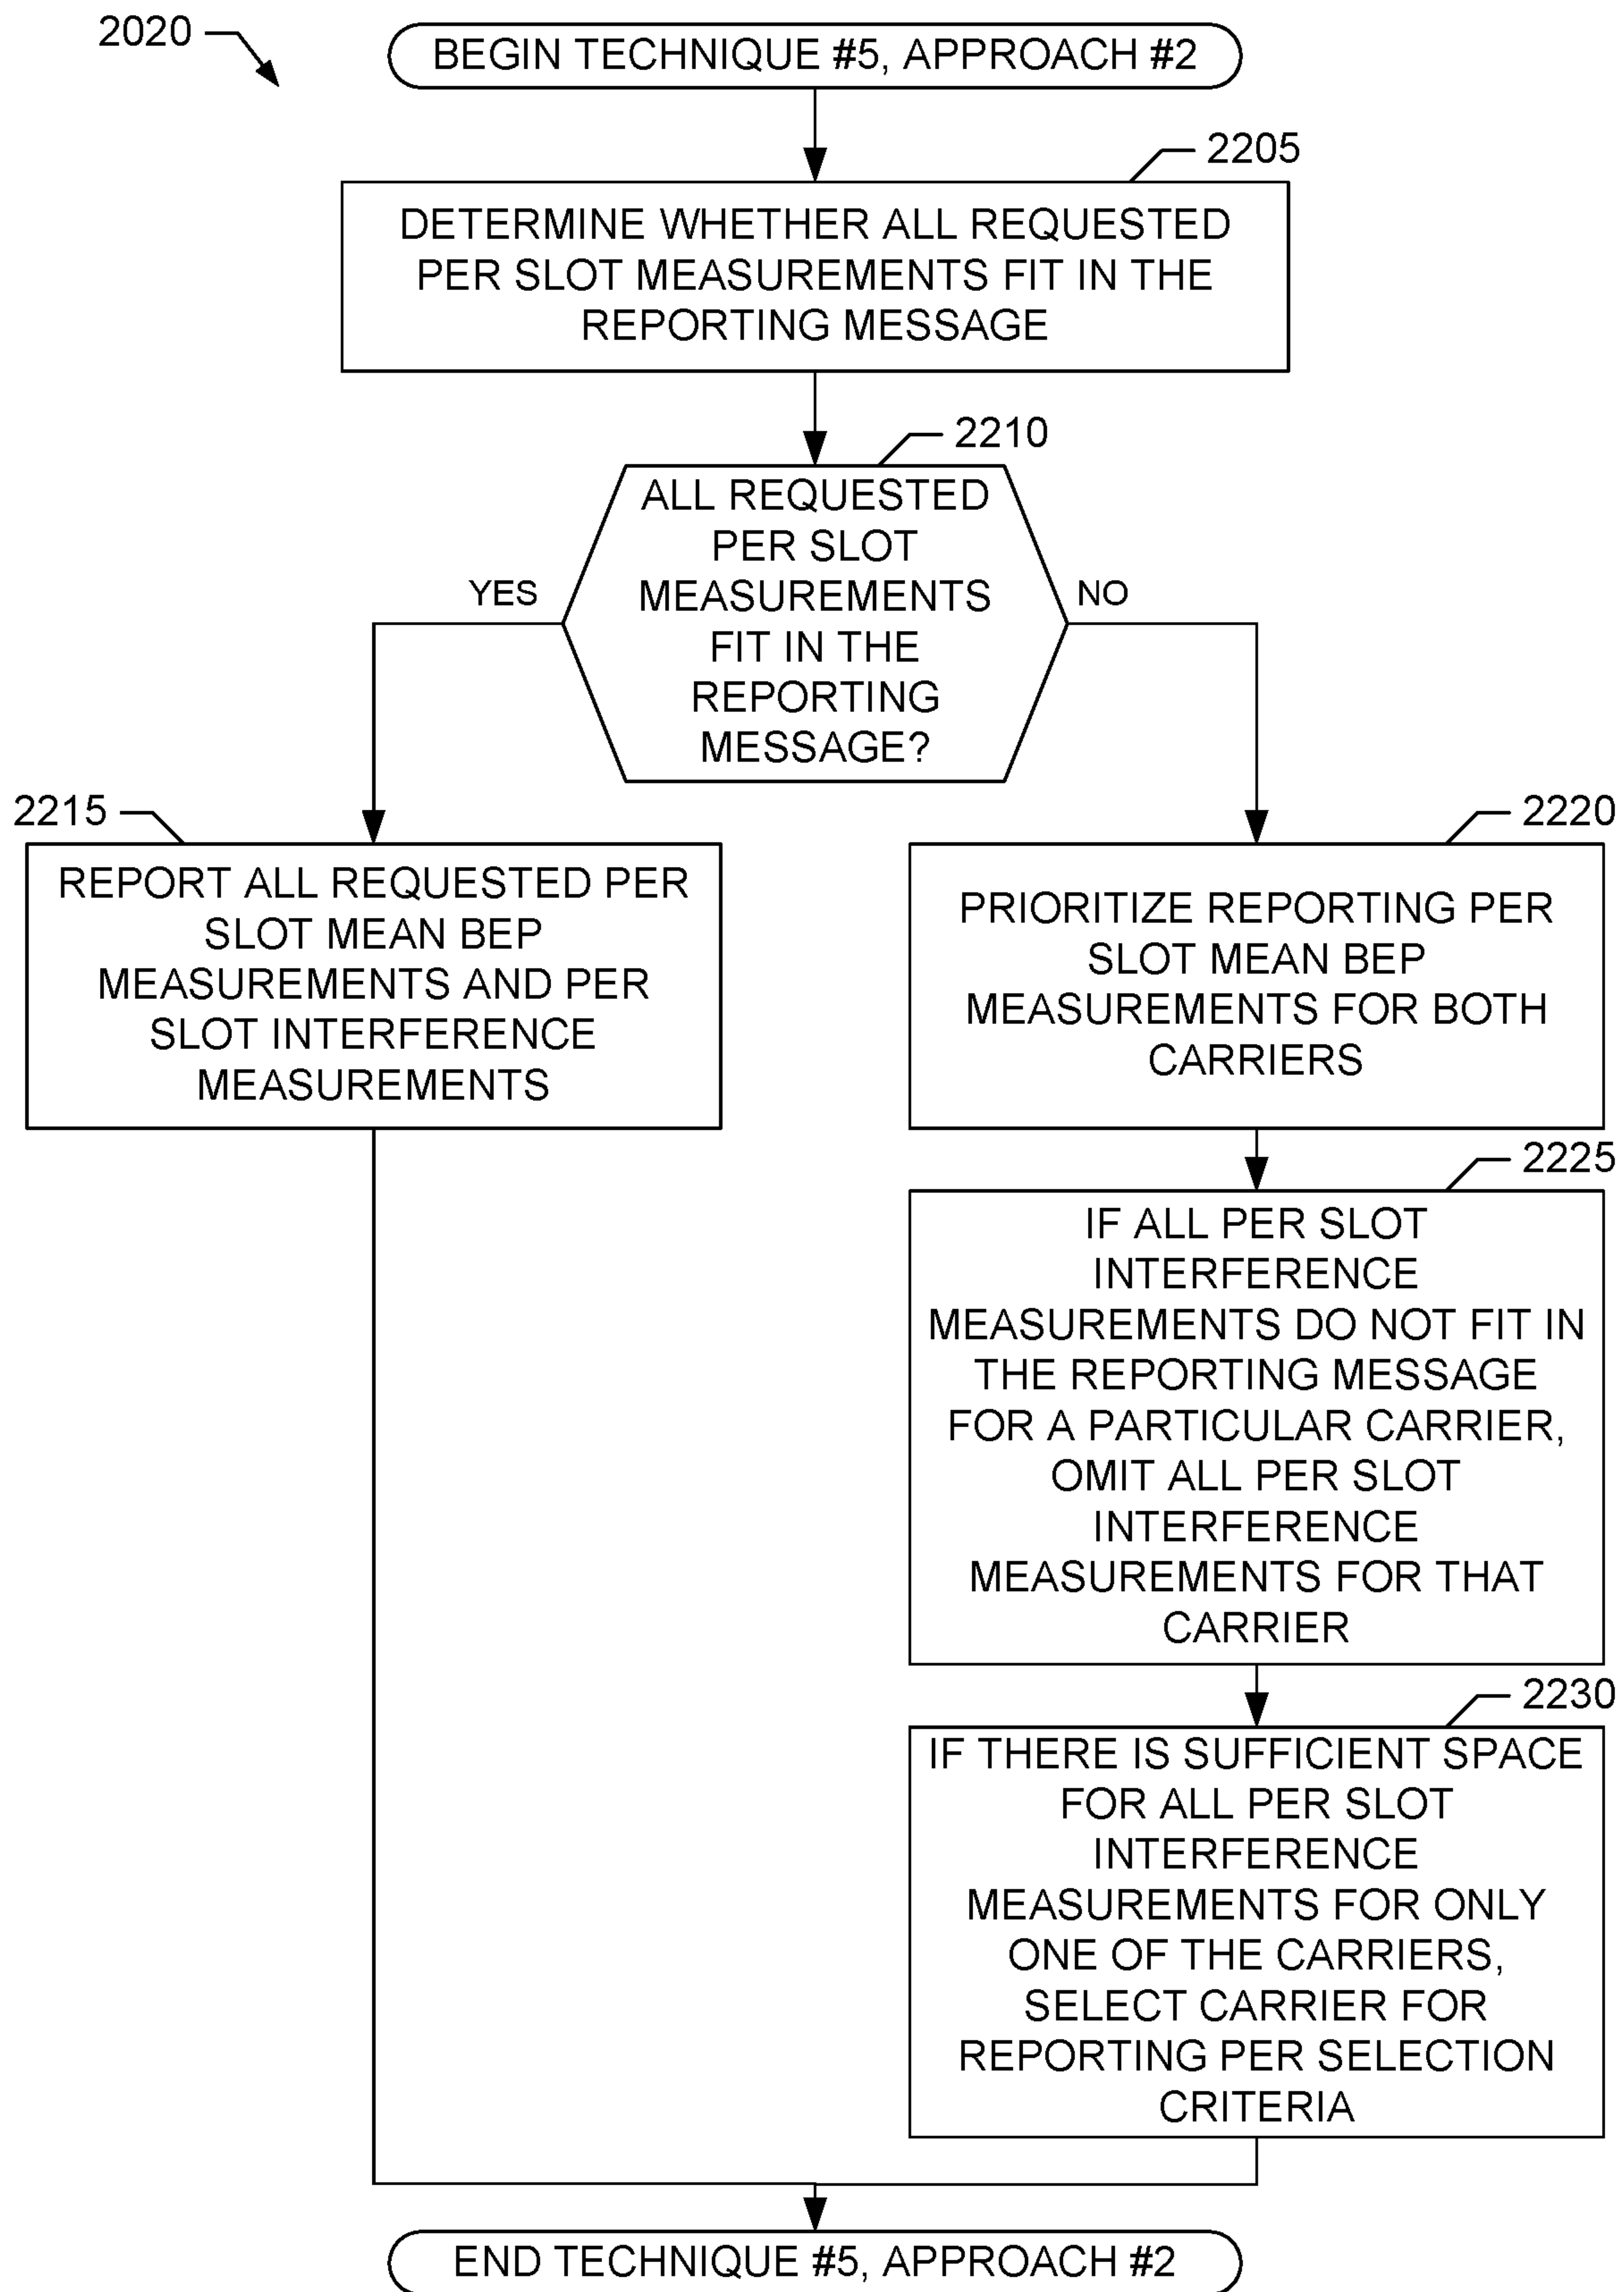 2020
BEGIN TECHNIQUE #5, APPROACH #2
2205
DETERMINE WHETHER ALL REQUESTED
PER SLOT MEASUREMENTS FIT IN THE
REPORTING MESSAGE
2210
ALL REQUESTED
PER SLOT
MEASUREMENTS
FIT IN THE
REPORTING
MESSAGE?
YES
NO
2215
REPORT ALL REQUESTED PER
SLOT MEAN BEP
MEASUREMENTS AND PER
SLOT INTERFERENCE
MEASUREMENTS
2220
PRIORITIZE REPORTING PER
SLOT MEAN BEP
MEASUREMENTS FOR BOTH
CARRIERS
2225
IF ALL PER SLOT
INTERFERENCE
MEASUREMENTS DO NOT FIT IN
THE REPORTING MESSAGE
FOR A PARTICULAR CARRIER,
OMIT ALL PER SLOT
INTERFERENCE
MEASUREMENTS FOR THAT
CARRIER
2230
IF THERE IS SUFFICIENT SPACE
FOR ALL PER SLOT
INTERFERENCE
MEASUREMENTS FOR ONLY
ONE OF THE CARRIERS,
SELECT CARRIER FOR
REPORTING PER SELECTION
CRITERIA
END TECHNIQUE #5, APPROACH #2